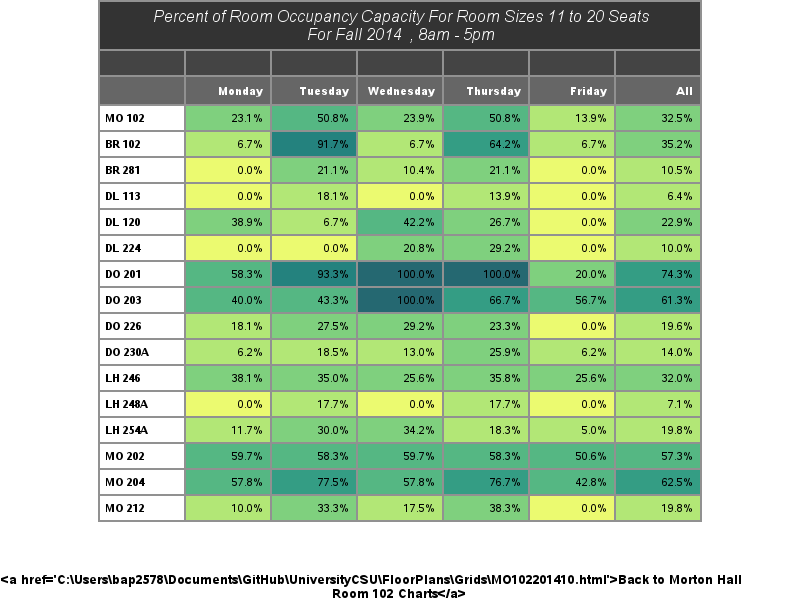 Percent of Room Occupancy Capacity For Room Sizes 11 to 20 Seats
For Fall 2014 , 8am - 5pm
Monday Tuesday Wednesday Thursday Friday All
MO 102 23.1% 50.8% 23.9% 50.8% 13.9% 32.5%
BR 102 6.7% 91.7% 6.7% 64.2% 6.7% 35.2%
BR 281 0.0% 21.1% 10.4% 21.1% 0.0% 10.5%
DL 113 0.0% 18.1% 0.0% 13.9% 0.0% 6.4%
DL 120 38.9% 6.7% 42.2% 26.7% 0.0% 22.9%
DL 224 0.0% 0.0% 20.8% 29.2% 0.0% 10.0%
DO 201 58.3% 93.3% 100.0% 100.0% 20.0% 74.3%
DO 203 40.0% 43.3% 100.0% 66.7% 56.7% 61.3%
DO 226 18.1% 27.5% 29.2% 23.3% 0.0% 19.6%
DO 230A 6.2% 18.5% 13.0% 25.9% 6.2% 14.0%
LH 246 38.1% 35.0% 25.6% 35.8% 25.6% 32.0%
LH 248A 0.0% 17.7% 0.0% 17.7% 0.0% 7.1%
LH 254A 11.7% 30.0% 34.2% 18.3% 5.0% 19.8%
MO 202 59.7% 58.3% 59.7% 58.3% 50.6% 57.3%
MO 204 57.8% 77.5% 57.8% 76.7% 42.8% 62.5%
MO 212 10.0% 33.3% 17.5% 38.3% 0.0% 19.8%
<a href='C:\Users\bap2578\Documents\GitHub\UniversityCSU\FloorPlans\Grids\MO102201410.html'>Back to Morton Hall
Room 102 Charts</a>